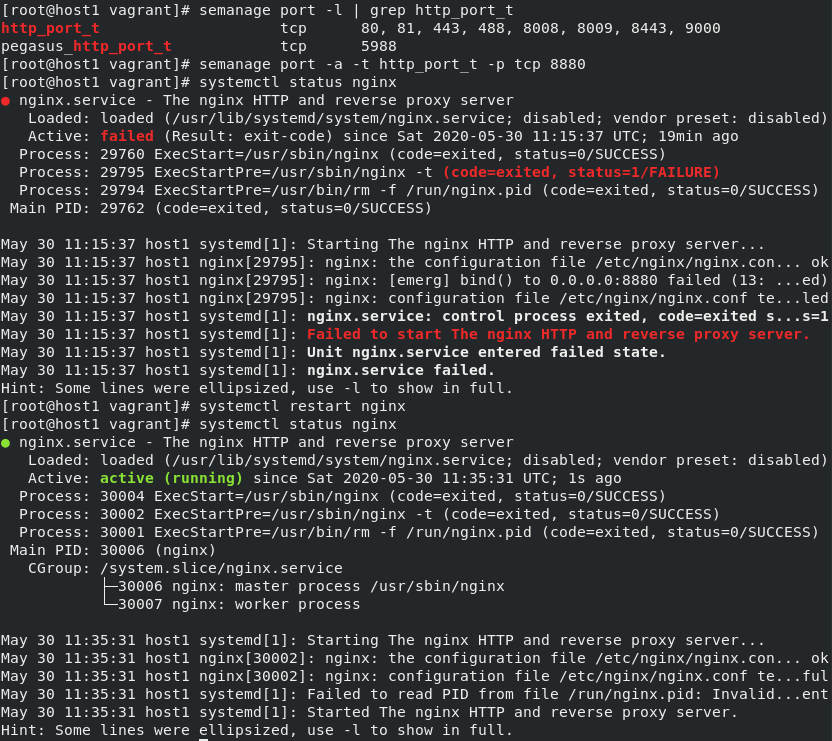 [root@host1 vagrant]# semanage port -l | grep http_port_t
http_port_t                    tcp      80, 81, 443, 488, 8008, 8009, 8443, 9000
pegasus_http_port_t            tcp      5988
[root@host1 vagrant]# semanage port -a -t http_port_t -p tcp 8880
[root@host1 vagrant]# systemctl status nginx
● nginx.service - The nginx HTTP and reverse proxy server
   Loaded: loaded (/usr/lib/systemd/system/nginx.service; disabled; vendor preset: disabled)
   Active: failed (Result: exit-code) since Sat 2020-05-30 11:15:37 UTC; 19min ago
  Process: 29760 ExecStart=/usr/sbin/nginx (code=exited, status=0/SUCCESS)
  Process: 29795 ExecStartPre=/usr/sbin/nginx -t (code=exited, status=1/FAILURE)
  Process: 29794 ExecStartPre=/usr/bin/rm -f /run/nginx.pid (code=exited, status=0/SUCCESS)
 Main PID: 29762 (code=exited, status=0/SUCCESS)

May 30 11:15:37 host1 systemd[1]: Starting The nginx HTTP and reverse proxy server...
May 30 11:15:37 host1 nginx[29795]: nginx: the configuration file /etc/nginx/nginx.con... ok
May 30 11:15:37 host1 nginx[29795]: nginx: [emerg] bind() to 0.0.0.0:8880 failed (13: ...ed)
May 30 11:15:37 host1 nginx[29795]: nginx: configuration file /etc/nginx/nginx.conf te...led
May 30 11:15:37 host1 systemd[1]: nginx.service: control process exited, code=exited s...s=1
May 30 11:15:37 host1 systemd[1]: Failed to start The nginx HTTP and reverse proxy server.
May 30 11:15:37 host1 systemd[1]: Unit nginx.service entered failed state.
May 30 11:15:37 host1 systemd[1]: nginx.service failed.
Hint: Some lines were ellipsized, use -l to show in full.
[root@host1 vagrant]# systemctl restart nginx
[root@host1 vagrant]# systemctl status nginx
● nginx.service - The nginx HTTP and reverse proxy server
   Loaded: loaded (/usr/lib/systemd/system/nginx.service; disabled; vendor preset: disabled)
   Active: active (running) since Sat 2020-05-30 11:35:31 UTC; 1s ago
  Process: 30004 ExecStart=/usr/sbin/nginx (code=exited, status=0/SUCCESS)
  Process: 30002 ExecStartPre=/usr/sbin/nginx -t (code=exited, status=0/SUCCESS)
  Process: 30001 ExecStartPre=/usr/bin/rm -f /run/nginx.pid (code=exited, status=0/SUCCESS)
 Main PID: 30006 (nginx)
   CGroup: /system.slice/nginx.service
           ├─30006 nginx: master process /usr/sbin/nginx
           └─30007 nginx: worker process

May 30 11:35:31 host1 systemd[1]: Starting The nginx HTTP and reverse proxy server...
May 30 11:35:31 host1 nginx[30002]: nginx: the configuration file /etc/nginx/nginx.con... ok
May 30 11:35:31 host1 nginx[30002]: nginx: configuration file /etc/nginx/nginx.conf te...ful
May 30 11:35:31 host1 systemd[1]: Failed to read PID from file /run/nginx.pid: Invalid...ent
May 30 11:35:31 host1 systemd[1]: Started The nginx HTTP and reverse proxy server.
Hint: Some lines were ellipsized, use -l to show in full.